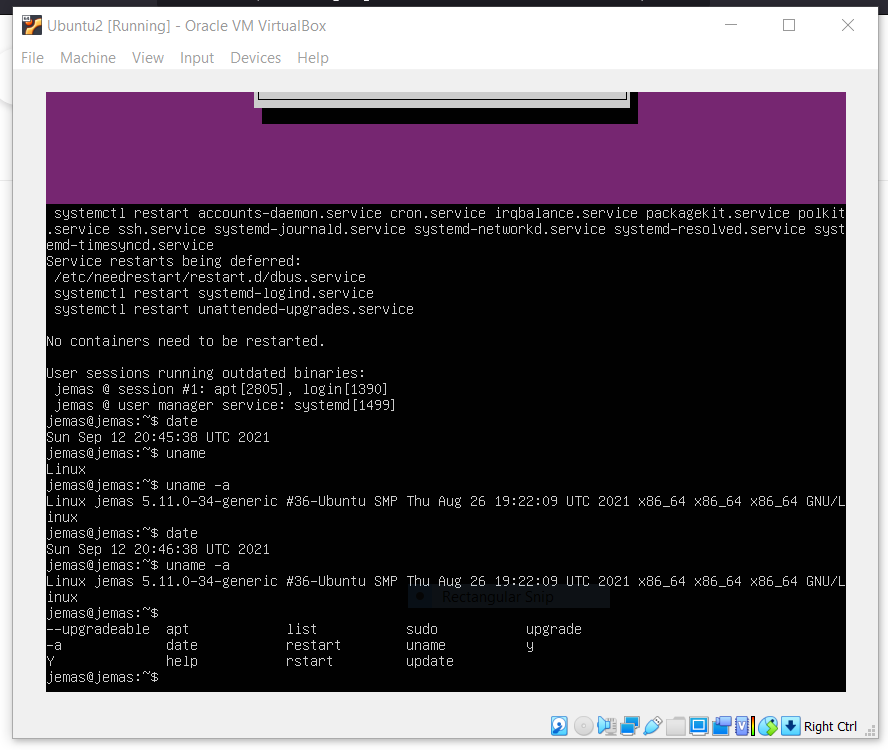 Ubuntu2 [Running] - Oracle VM VirtualBox
File Machine View Input Devices Help
systemctl restart accounts-daemon.service cron.service irqbalance.service packagekit.service polkit
.service ssh.service systemd-journald.service systemd-networkd.service systemd-resolved.service syst
emd-timesyncd.service
Service restarts being deferred:
/etc/needrestart/restart.d/dbus.service
systemctl restart systemd-logind.service
systemctl restart unattended-upgrades.service
No containers need to be restarted.
User sessions running outdated binaries:
jemas @ session #1: apt[2805], login[1390]
jemas @ user manager service: systemd[1499]
jemas@jemas:~$ date
Sun Sep 12 20:45:38 UTC 2021
jemas@jemas:~$ uname
Linux
jemas@jemas:~$ uname -a
Linux jemas 5.11.0-34-generic #36-Ubuntu SMP Thu Aug 26 19:22:09 UTC 2021 x86_64 x86_64 x86_64 GNU/L
inux
jemas@jemas:~$ date
Sun Sep 12 20:46:38 UTC 2021
jemas@jemas:~$ uname -a
Linux jemas 5.11.0-34-generic #36-Ubuntu SMP Thu Aug 26 19:22:09 UTC 2021 x86_64 x86_64 x86_64 GNU/L
inux
Rectangular Snip
jemas@jemas:~$
--upgradeable apt list sudo upgrade
-a date restart uname y
Y help rstart update
jemas@jemas:~$
Right Ctrl